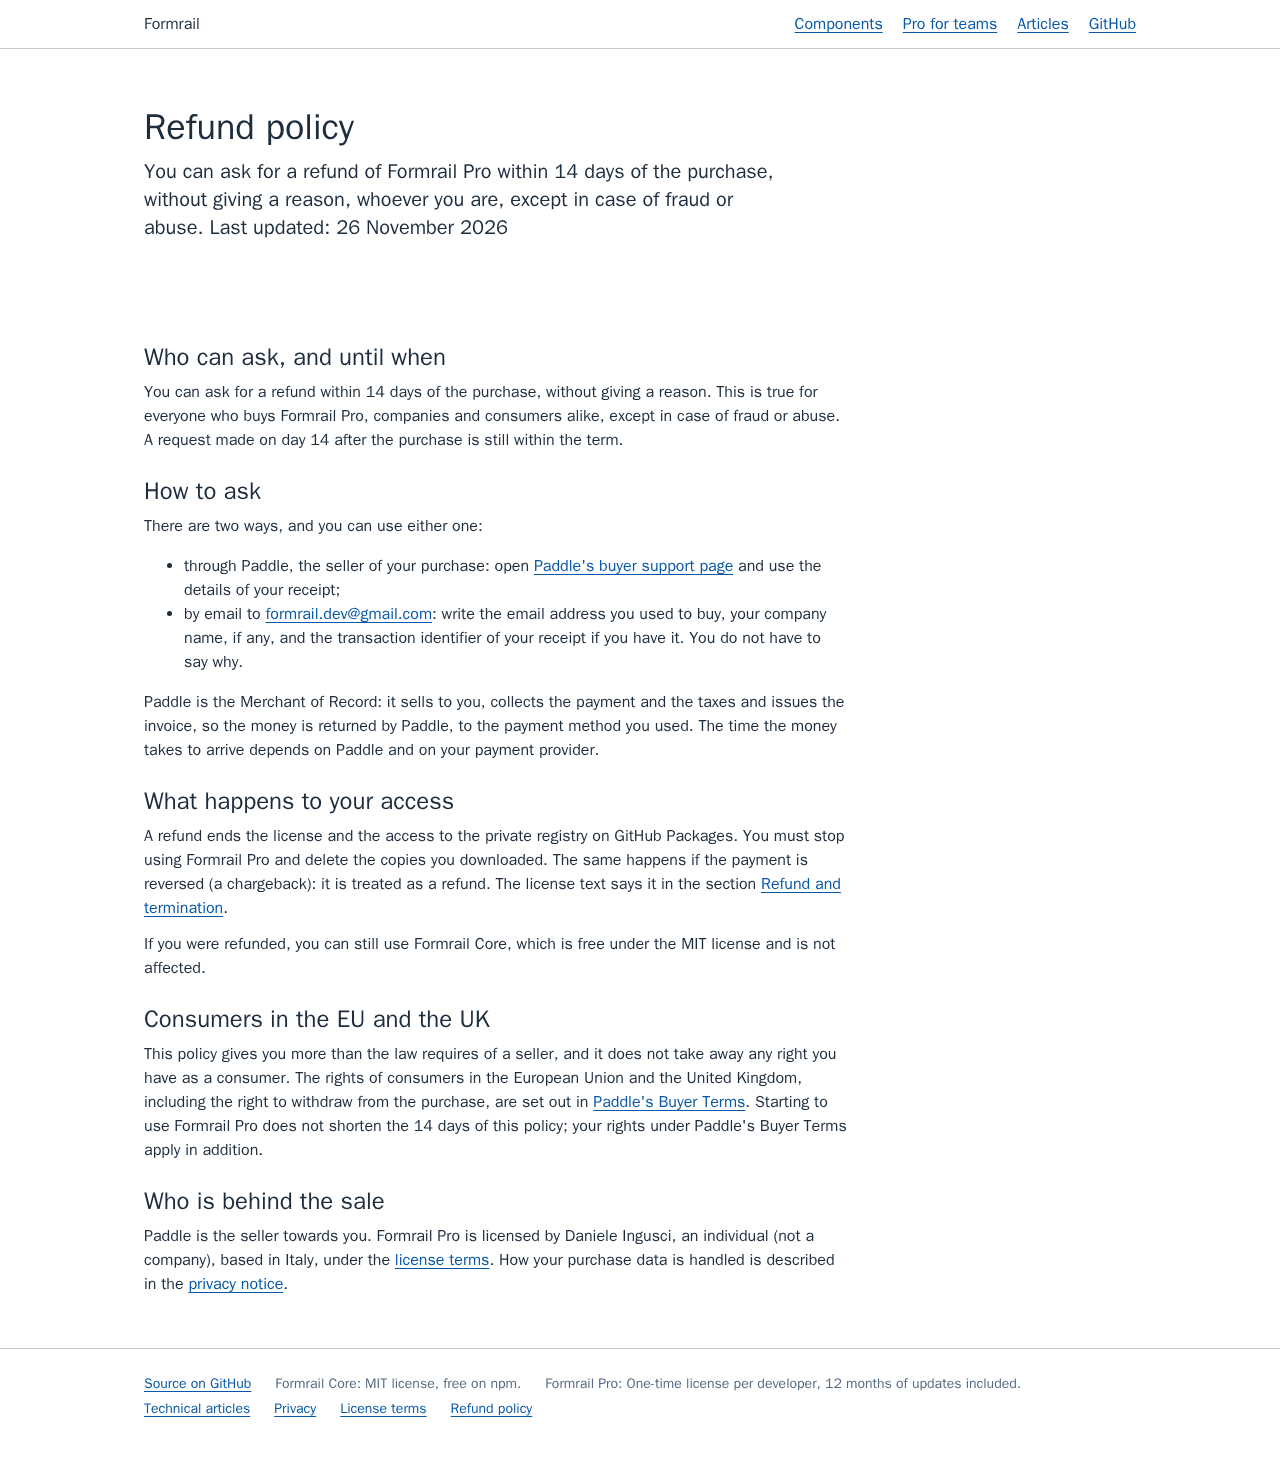 Formrail
Components Pro for teams Articles GitHub
Refund policy
You can ask for a refund of Formrail Pro within 14 days of the purchase,
without giving a reason, whoever you are, except in case of fraud or
abuse. Last updated: 26 November 2026
Who can ask, and until when
You can ask for a refund within 14 days of the purchase, without giving a reason. This is true for
everyone who buys Formrail Pro, companies and consumers alike, except in case of fraud or abuse.
A request made on day 14 after the purchase is still within the term.
How to ask
There are two ways, and you can use either one:
• through Paddle, the seller of your purchase: open Paddle's buyer support page and use the
details of your receipt;
• by email to formrail.dev@gmail.com: write the email address you used to buy, your company
name, if any, and the transaction identifier of your receipt if you have it. You do not have to
say why.
Paddle is the Merchant of Record: it sells to you, collects the payment and the taxes and issues the
invoice, so the money is returned by Paddle, to the payment method you used. The time the money
takes to arrive depends on Paddle and on your payment provider.
What happens to your access
A refund ends the license and the access to the private registry on GitHub Packages. You must stop
using Formrail Pro and delete the copies you downloaded. The same happens if the payment is
reversed (a chargeback): it is treated as a refund. The license text says it in the section Refund and
termination.
If you were refunded, you can still use Formrail Core, which is free under the MIT license and is not
affected.
Consumers in the EU and the UK
This policy gives you more than the law requires of a seller, and it does not take away any right you
have as a consumer. The rights of consumers in the European Union and the United Kingdom,
including the right to withdraw from the purchase, are set out in Paddle's Buyer Terms. Starting to
use Formrail Pro does not shorten the 14 days of this policy; your rights under Paddle's Buyer Terms
apply in addition.
Who is behind the sale
Paddle is the seller towards you. Formrail Pro is licensed by Daniele Ingusci, an individual (not a
company), based in Italy, under the license terms. How your purchase data is handled is described
in the privacy notice.
Source on GitHub Formrail Core: MIT license, free on npm. Formrail Pro: One-time license per developer, 12 months of updates included.
Technical articles Privacy License terms Refund policy